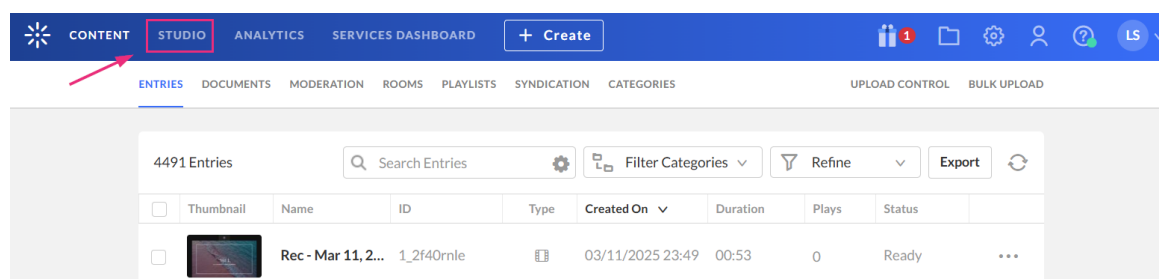 CONTENT STUDIO ANALYTICS SERVICES DASHBOARD + Create 1 LS
ENTRIES DOCUMENTS MODERATION ROOMS PLAYLISTS SYNDICATION CATEGORIES UPLOAD CONTROL BULK UPLOAD
4491 Entries Search Entries Filter Categories Refine Export
Thumbnail Name ID Type Created On Duration Plays Status
Rec - Mar 11, 2... 1_2f40rnle 03/11/2025 23:49 00:53 0 Ready